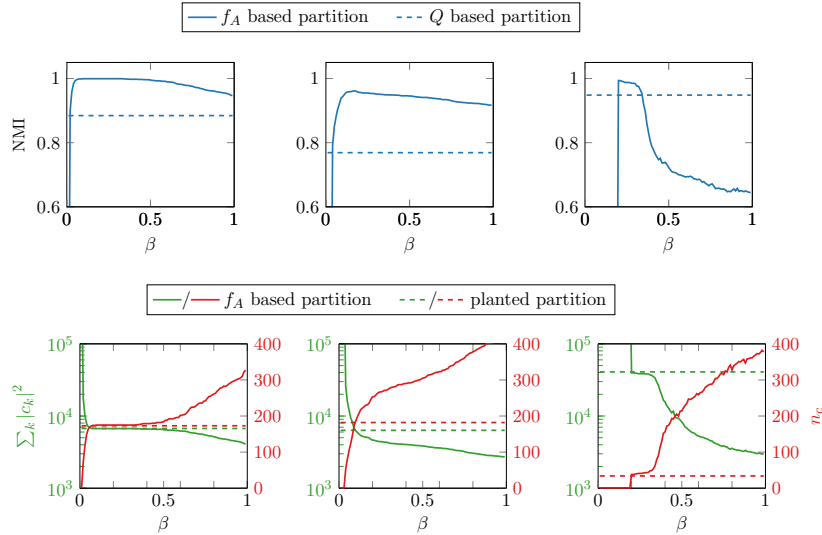 f_A based partition Q based partition
1
0.8
0.6
NMI
0 0.5 1
β
1
0.8
0.6
0 0.5 1
β
1
0.8
0.6
0 0.5 1
β
/ f_A based partition / planted partition
10^5
10^4
10^3
∑_k |c_k|^2
400
300
200
100
0
0 0.5 1
β
10^5
10^4
10^3
400
300
200
100
0
0 0.5 1
β
10^5
10^4
10^3
400
300
200
100
0
n_c
0 0.5 1
β